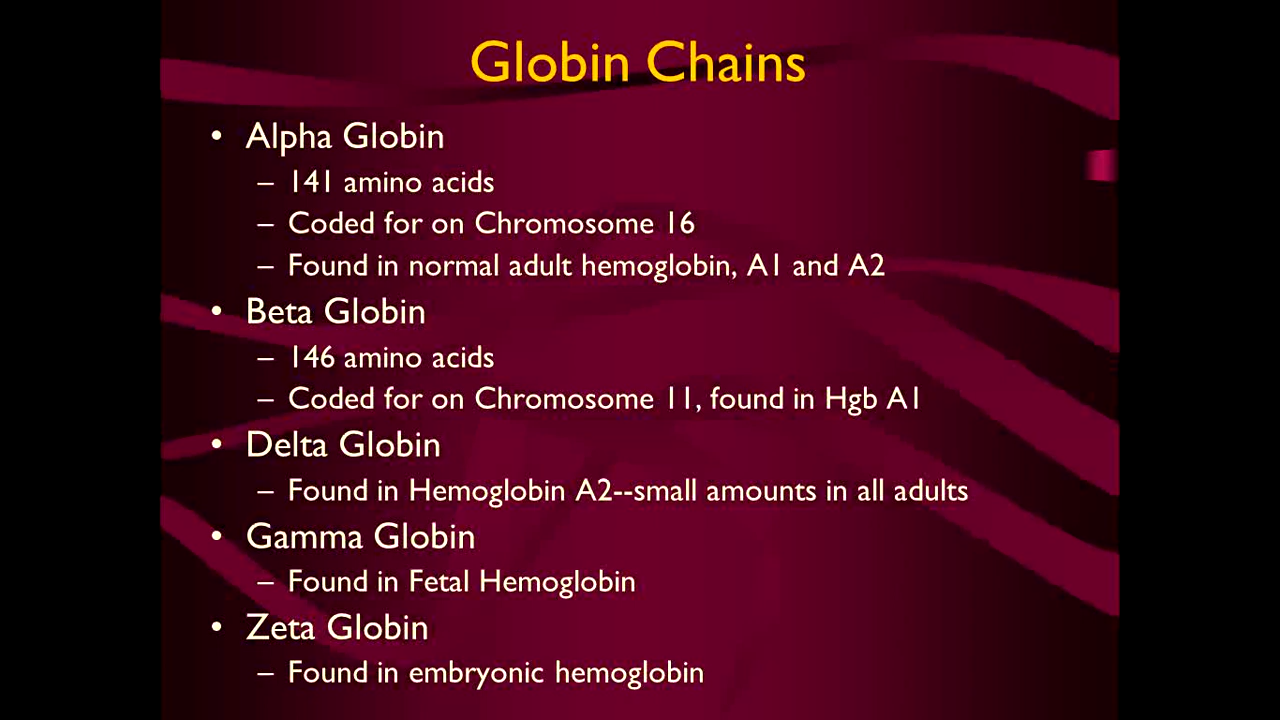 Globin Chains
• Alpha Globin
– 141 amino acids
– Coded for on Chromosome 16
– Found in normal adult hemoglobin, A1 and A2
• Beta Globin
– 146 amino acids
– Coded for on Chromosome 11, found in Hgb A1
• Delta Globin
– Found in Hemoglobin A2--small amounts in all adults
• Gamma Globin
– Found in Fetal Hemoglobin
• Zeta Globin
– Found in embryonic hemoglobin